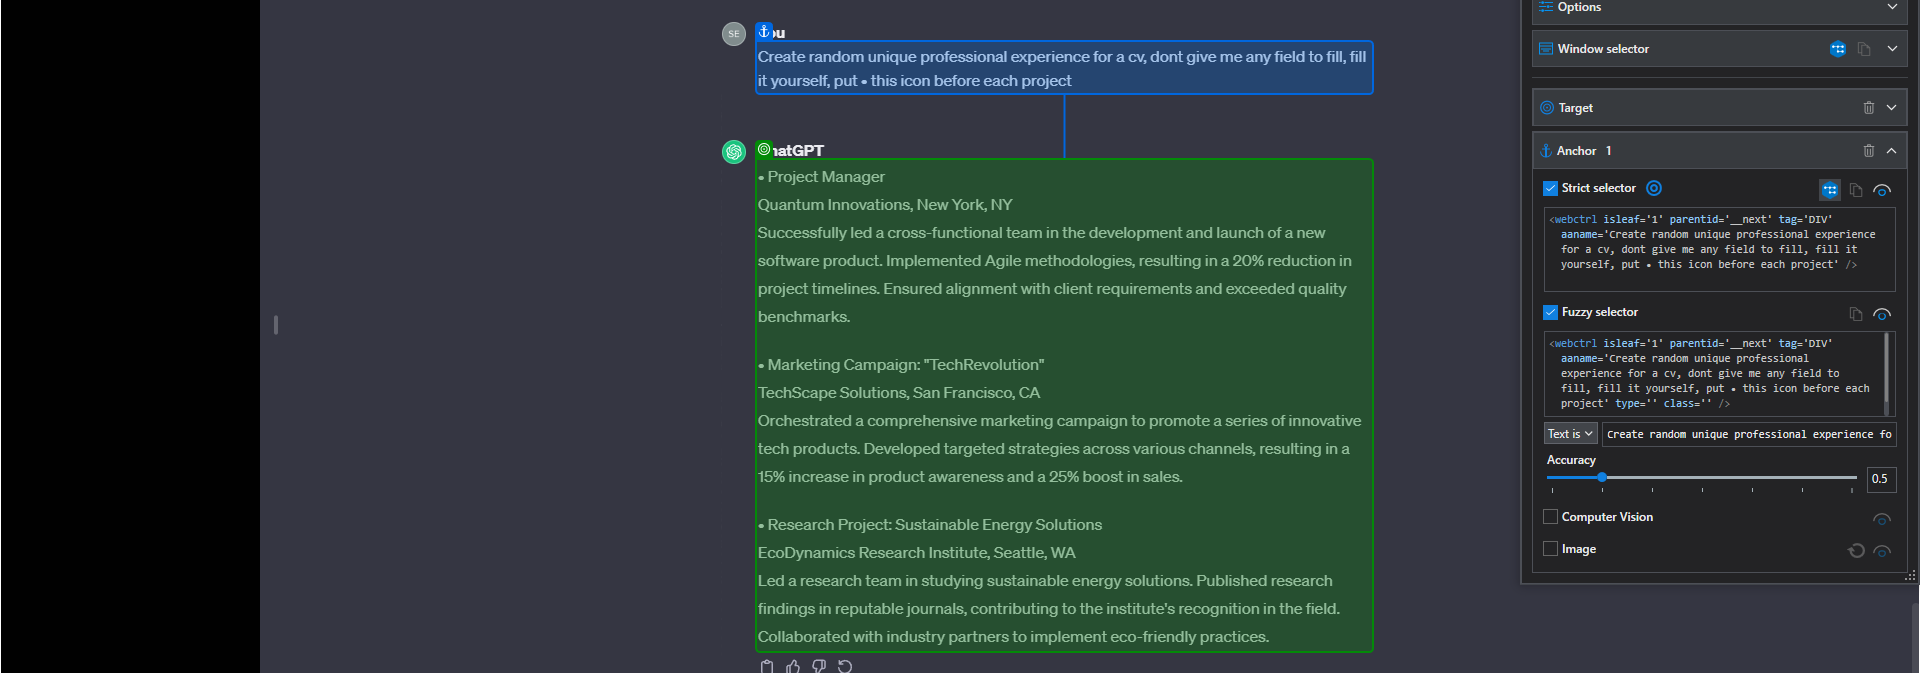 SE
ou
Create random unique professional experience for a cv, dont give me any field to fill, fill
it yourself, put • this icon before each project
hatGPT
• Project Manager
Quantum Innovations, New York, NY
Successfully led a cross-functional team in the development and launch of a new
software product. Implemented Agile methodologies, resulting in a 20% reduction in
project timelines. Ensured alignment with client requirements and exceeded quality
benchmarks.
• Marketing Campaign: "TechRevolution"
TechScape Solutions, San Francisco, CA
Orchestrated a comprehensive marketing campaign to promote a series of innovative
tech products. Developed targeted strategies across various channels, resulting in a
15% increase in product awareness and a 25% boost in sales.
• Research Project: Sustainable Energy Solutions
EcoDynamics Research Institute, Seattle, WA
Led a research team in studying sustainable energy solutions. Published research
findings in reputable journals, contributing to the institute's recognition in the field.
Collaborated with industry partners to implement eco-friendly practices.
Options
Window selector
Target
Anchor 1
Strict selector
<webctrl isleaf='1' parentid='__next' tag='DIV'
aaname='Create random unique professional experience
for a cv, dont give me any field to fill, fill it
yourself, put • this icon before each project' />
Fuzzy selector
<webctrl isleaf='1' parentid='__next' tag='DIV'
aaname='Create random unique professional
experience for a cv, dont give me any field to
fill, fill it yourself, put • this icon before each
project' type='' class='' />
Text is
Create random unique professional experience fo
Accuracy
0.5
Computer Vision
Image